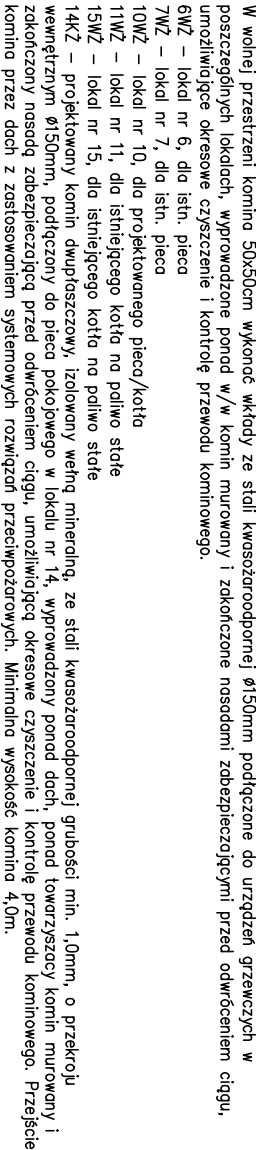 W wolnej przestrzeni komina 50x50cm wykonać wkłady ze stali kwasożaroodpornej Ø150mm podłączone do urządzeń grzewczych w
poszczególnych lokalach, wyprowadzone ponad w/w komin murowany i zakończone nasadami zabezpieczającymi przed odwróceniem ciągu,
umożliwiające okresowe czyszczenie i kontrolę przewodu kominowego.
6WŻ – lokal nr 6, dla istn. pieca
7WŻ – lokal nr 7, dla istn. pieca
10WŻ – lokal nr 10, dla projektowanego pieca/kotła
11WŻ – lokal nr 11, dla istniejącego kotła na paliwo stałe
15WŻ – lokal nr 15, dla istniejącego kotła na paliwo stałe
14KŻ – projektowany komin dwupłaszczowy, izolowany wełną mineralną, ze stali kwasożaroodpornej grubości min. 1,0mm, o przekroju
wewnętrznym Ø150mm, podłączony do pieca pokojowego w lokalu nr 14, wyprowadzony ponad dach, ponad towarzyszacy komin murowany i
zakończony nasadą zabezpieczającą przed odwróceniem ciągu, umożliwiającą okresowe czyszczenie i kontrolę przewodu kominowego. Przejście
komina przez dach z zastosowaniem systemowych rozwiązań przeciwpożarowych. Minimalna wysokość komina 4,0m.